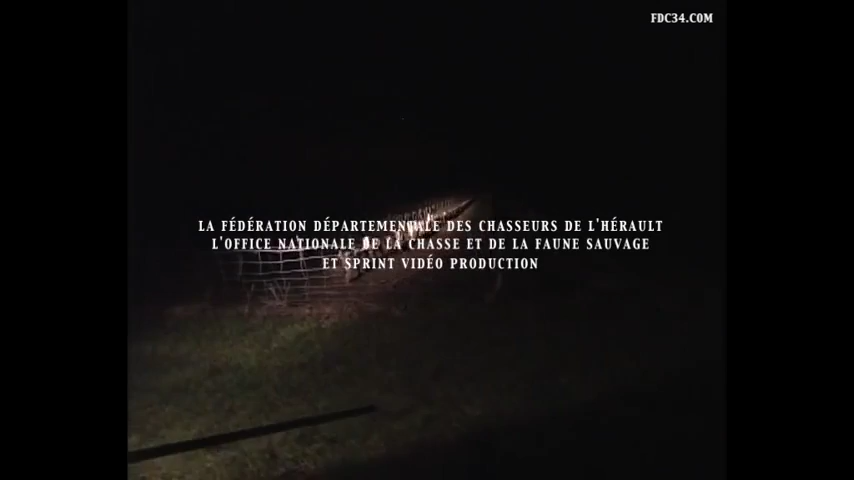 FDC34.COM
LA FÉDÉRATION DÉPARTEMENTALE DES CHASSEURS DE L'HÉRAULT
L'OFFICE NATIONALE DE LA CHASSE ET DE LA FAUNE SAUVAGE
ET SPRINT VIDÉO PRODUCTION